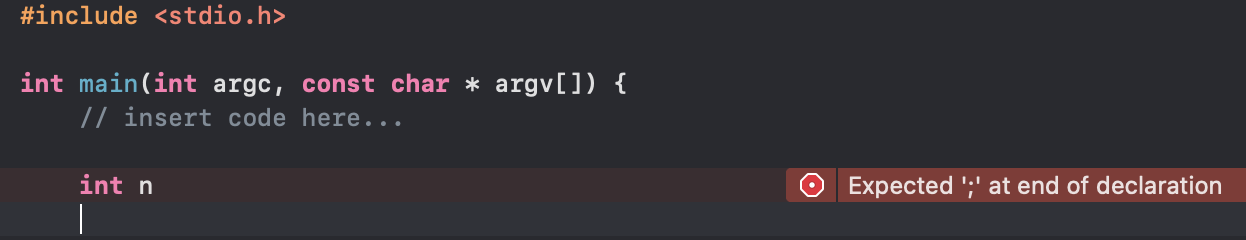 #include <stdio.h>
int main(int argc, const char * argv[]) {
// insert code here...
int n
Expected ';' at end of declaration